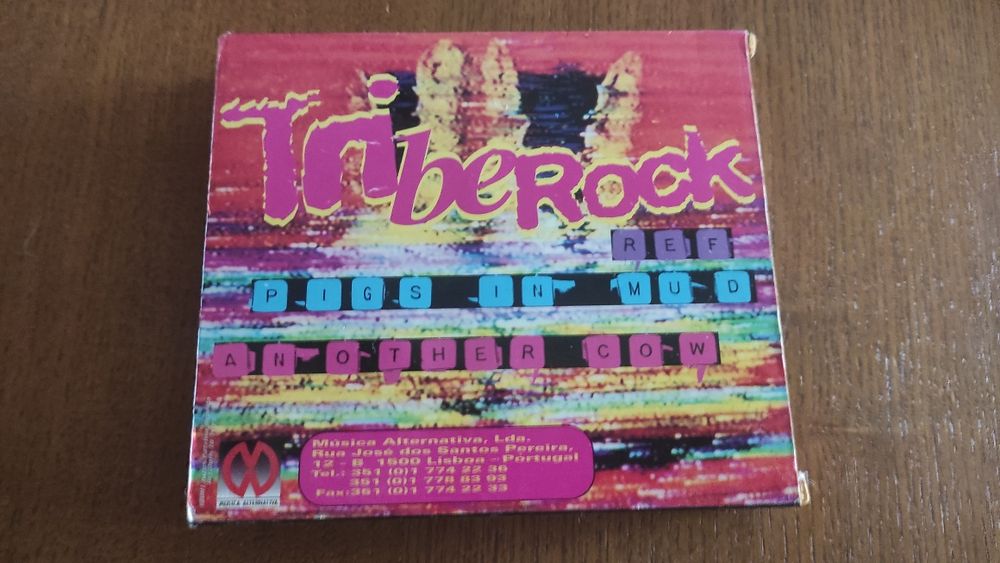 TribeRock
REF
PIGS IN MUD
ANOTHER COW
Música Alternativa, Lda.
Rua José dos Santos Pereira,
12 - B 1500 Lisboa - Portugal
Tel.: 351 (0)1 774 22 36
351 (0)1 778 83 93
Fax: 351 (0)1 774 22 33
MÚSICA ALTERNATIVA